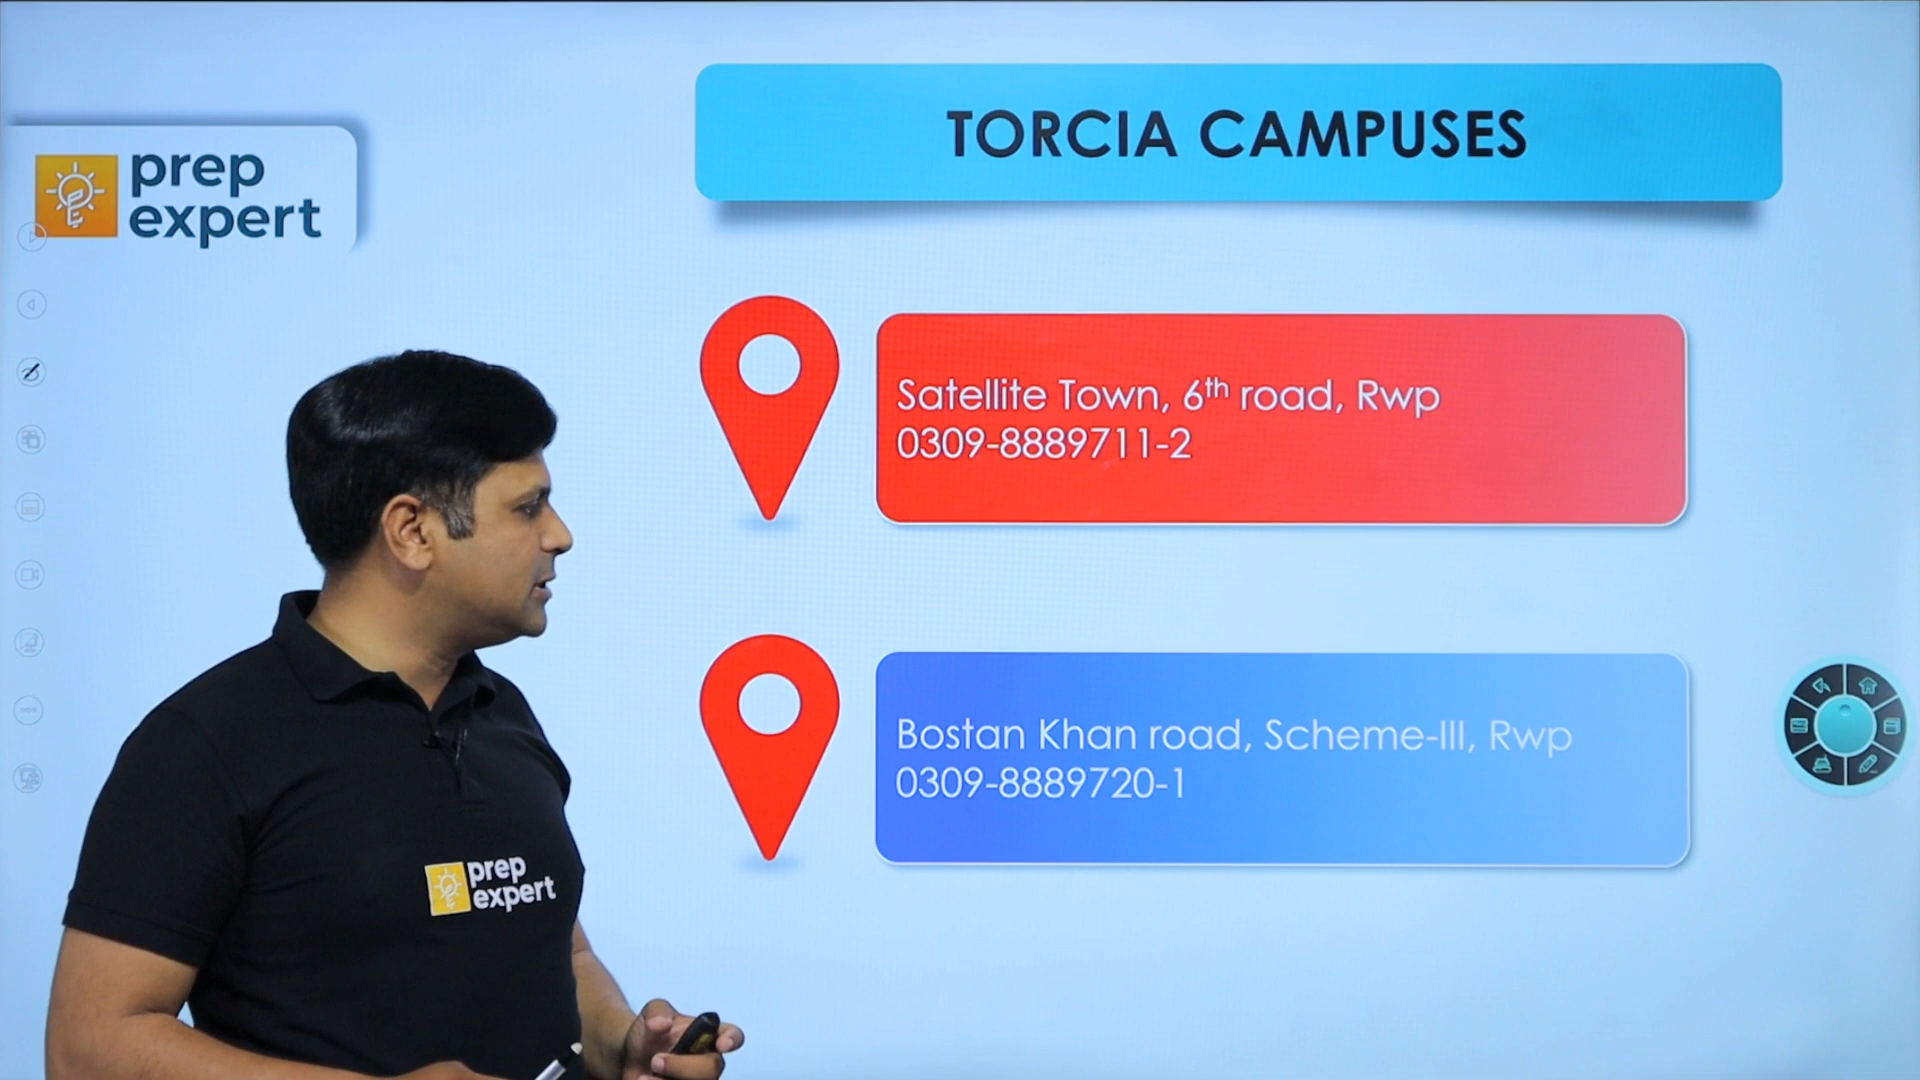 prep
expert
TORCIA CAMPUSES
Satellite Town, 6th road, Rwp
0309-8889711-2
Bostan Khan road, Scheme-III, Rwp
0309-8889720-1
prep
expert